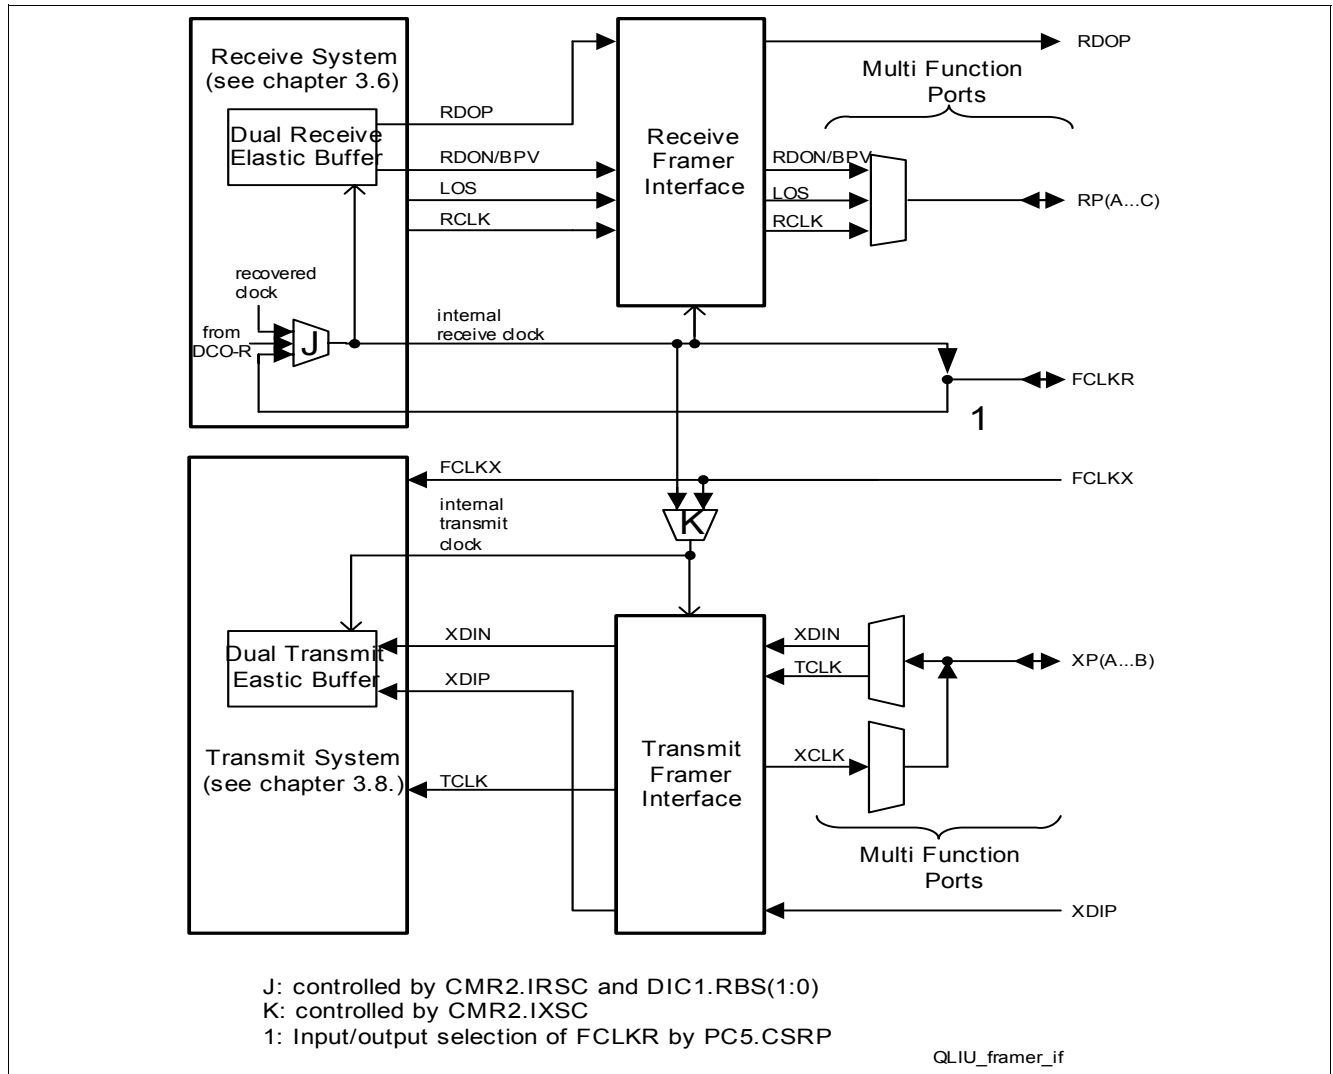 Receive System
(see chapter 3.6)
Dual Receive
Elastic Buffer
RDOP
RDON/BPV
LOS
RCLK
Receive
Framer
Interface
RDOP
Multi Function
Ports
RDON/BPV
LOS
RCLK
RP(A...C)
recovered
clock
from
DCO-R
J
internal
receive clock
FCLKR
1
FCLKX
FCLKX
internal
transmit
clock
K
Dual Transmit
Eastic Buffer
XDIN
XDIP
Transmit System
(see chapter 3.8.)
TCLK
Transmit
Framer
Interface
XDIN
TCLK
XP(A...B)
XCLK
Multi Function
Ports
XDIP
J: controlled by CMR2.IRSC and DIC1.RBS(1:0)
K: controlled by CMR2.IXSC
1: Input/output selection of FCLKR by PC5.CSRP
QLIU_framer_if